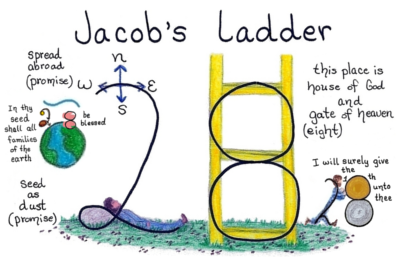 Jacob's Ladder
spread
abroad
(promise)
n
W
E
S
In thy
seed
shall all
families
of the
earth
be
blessed
seed
as
dust
(promise)
this place is
house of God
and
gate of heaven
(eight)
I will surely give
the
th
unto
thee